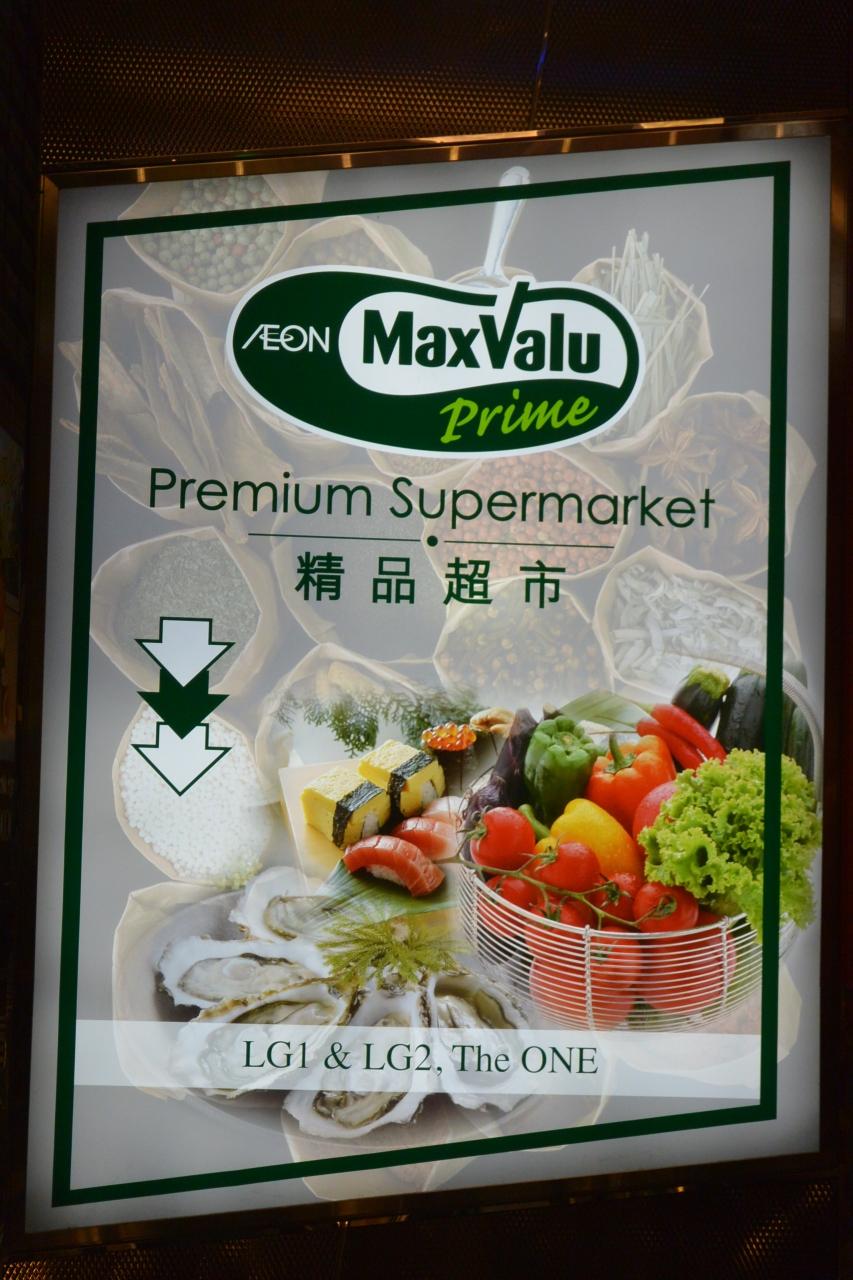 ÆON MaxValu
Prime
Premium Supermarket
精品超市
LG1 & LG2, The ONE